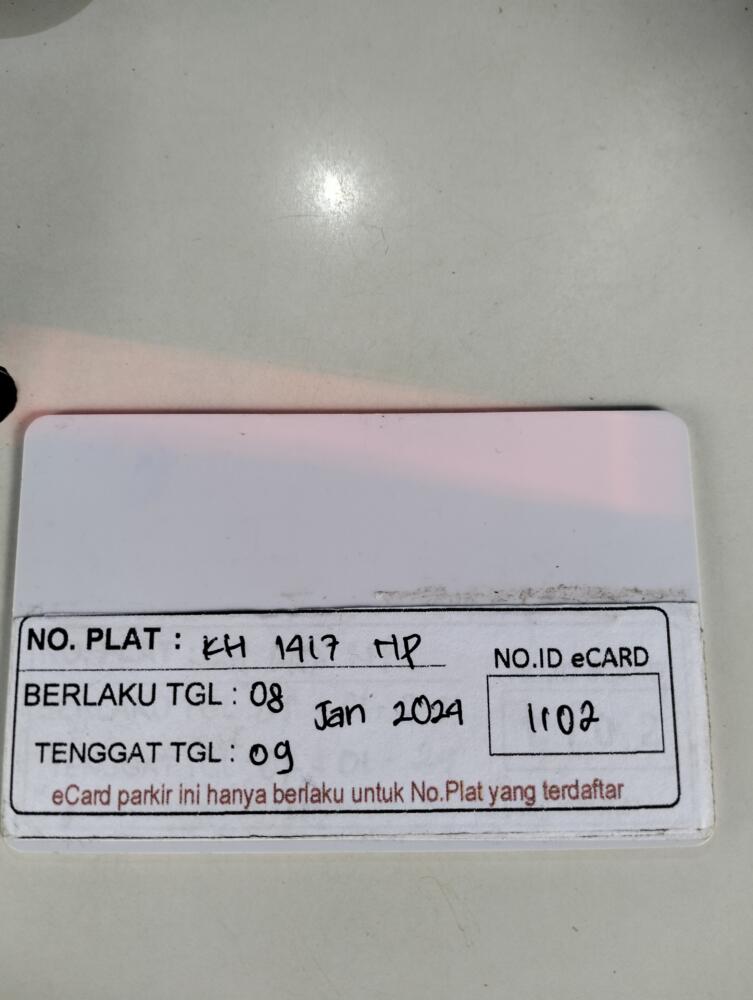 NO. PLAT : KH 1417 HP
NO.ID eCARD
BERLAKU TGL : 08 Jan 2024
1102
TENGGAT TGL : 09
eCard parkir ini hanya berlaku untuk No.Plat yang terdaftar